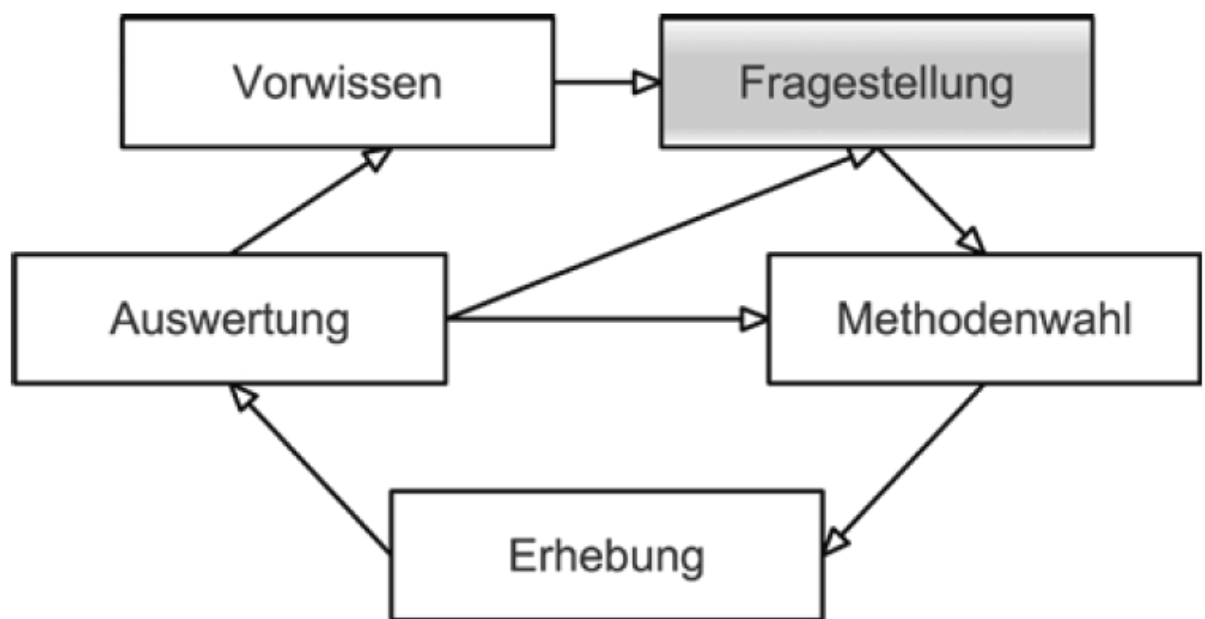 Vorwissen
Fragestellung
Auswertung
Methodenwahl
Erhebung